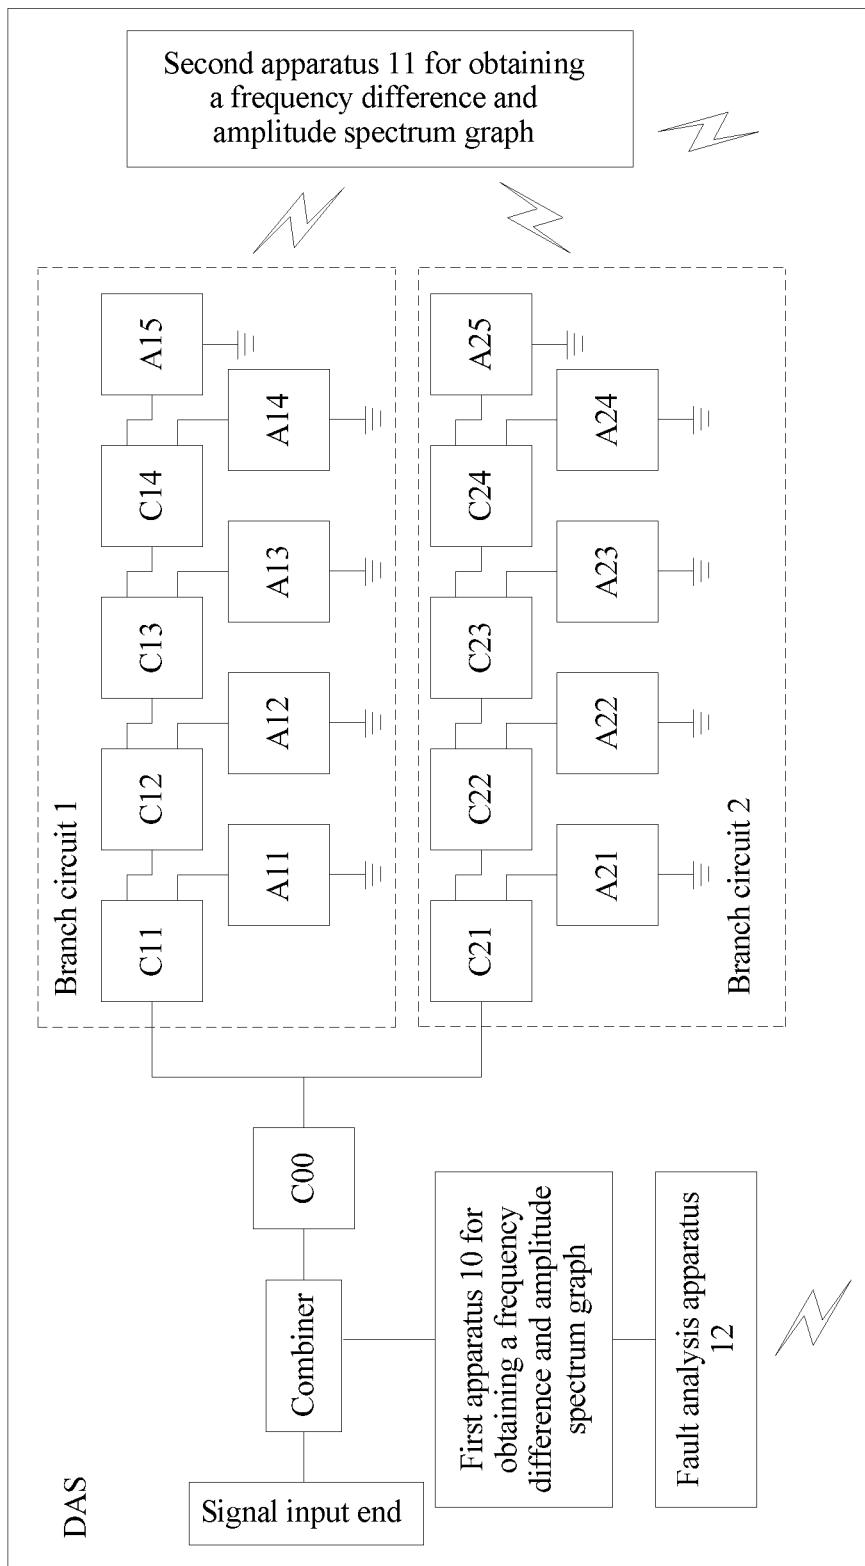 Second apparatus 11 for obtaining
a frequency difference and
amplitude spectrum graph
Branch circuit 1
C11
C12
C13
C14
A15
A11
A12
A13
A14
C21
C22
C23
C24
A25
A21
A22
A23
A24
Branch circuit 2
C00
Combiner
Signal input end
First apparatus 10 for
obtaining a frequency
difference and amplitude
spectrum graph
Fault analysis apparatus
12
DAS